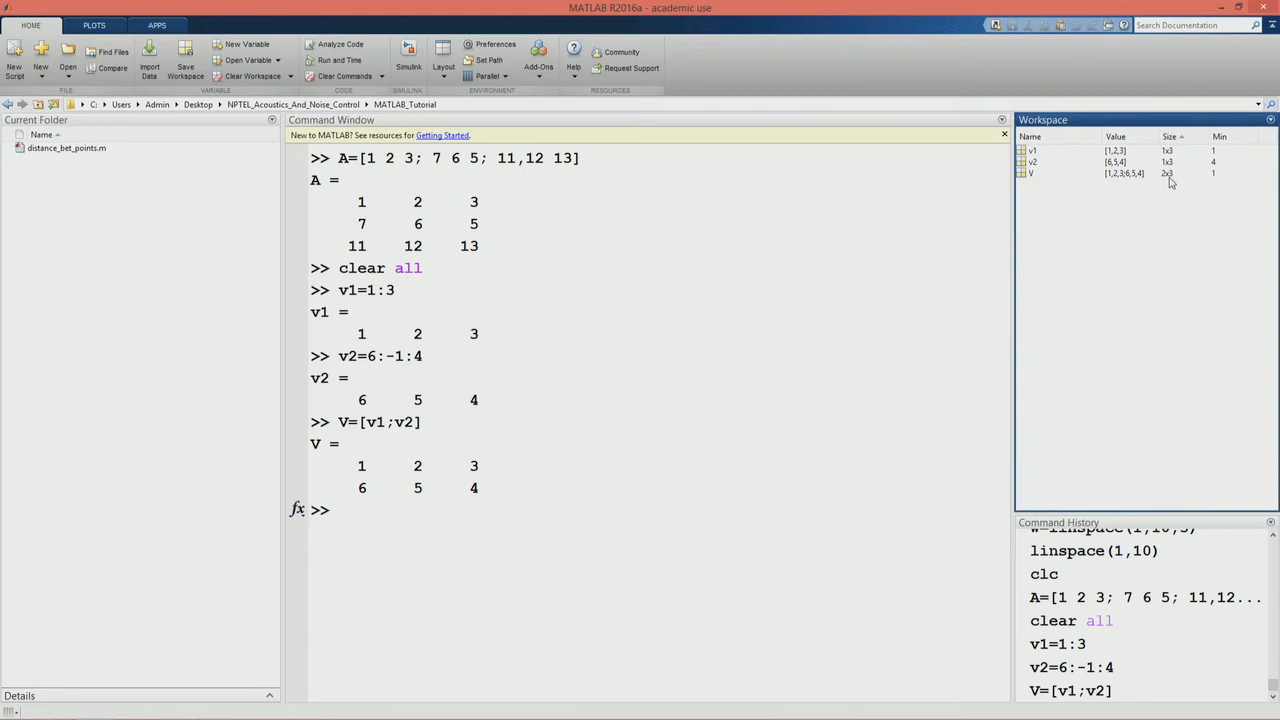 MATLAB R2016a - academic use
HOME PLOTS APPS
Search Documentation
New Script
New
Open
Find Files
Compare
Import Data
Save Workspace
New Variable
Open Variable
Clear Workspace
Analyze Code
Run and Time
Clear Commands
Simulink
Layout
Preferences
Set Path
Parallel
Add-Ons
Help
Community
Request Support
FILE VARIABLE CODE SIMULINK ENVIRONMENT RESOURCES
C: Users Admin Desktop NPTEL_Acoustics_And_Noise_Control MATLAB_Tutorial
Current Folder
Name
distance_bet_points.m
Details
Command Window
New to MATLAB? See resources for Getting Started.
>> A=[1 2 3; 7 6 5; 11,12 13]
A =
1 2 3
7 6 5
11 12 13
>> clear all
>> v1=1:3
v1 =
1 2 3
>> v2=6:-1:4
v2 =
6 5 4
>> V=[v1;v2]
V =
1 2 3
6 5 4
fx >>
Workspace
Name Value Size Min
v1 [1,2,3] 1x3 1
v2 [6,5,4] 1x3 4
V [1,2,3;6,5,4] 2x3 1
Command History
w=linspace(1,10,5)
linspace(1,10)
clc
A=[1 2 3; 7 6 5; 11,12...
clear all
v1=1:3
v2=6:-1:4
V=[v1;v2]